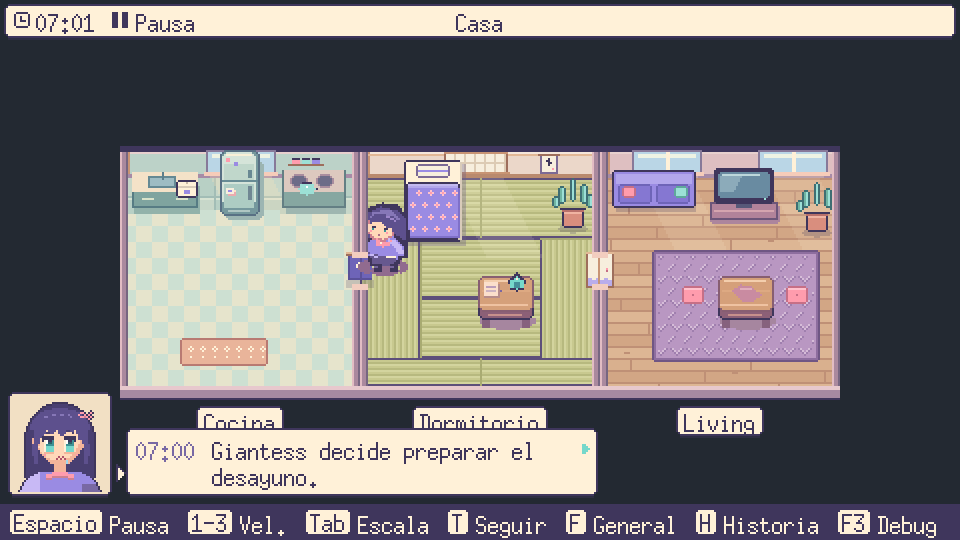 07:01 Pausa Casa
Cocina Dormitorio Living
07:00 Giantess decide preparar el
desayuno.
Espacio Pausa 1-3 Vel. Tab Escala T Seguir F General H Historia F3 Debug